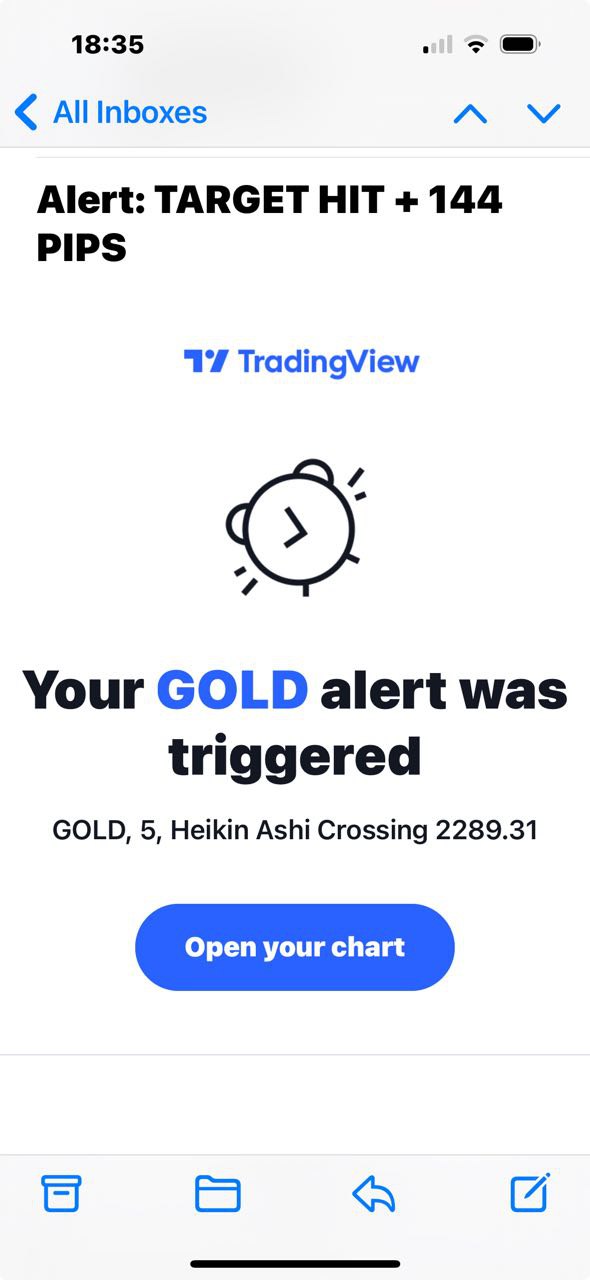 18:35
All Inboxes
Alert: TARGET HIT + 144
PIPS
TradingView
Your GOLD alert was
triggered
GOLD, 5, Heikin Ashi Crossing 2289.31
Open your chart